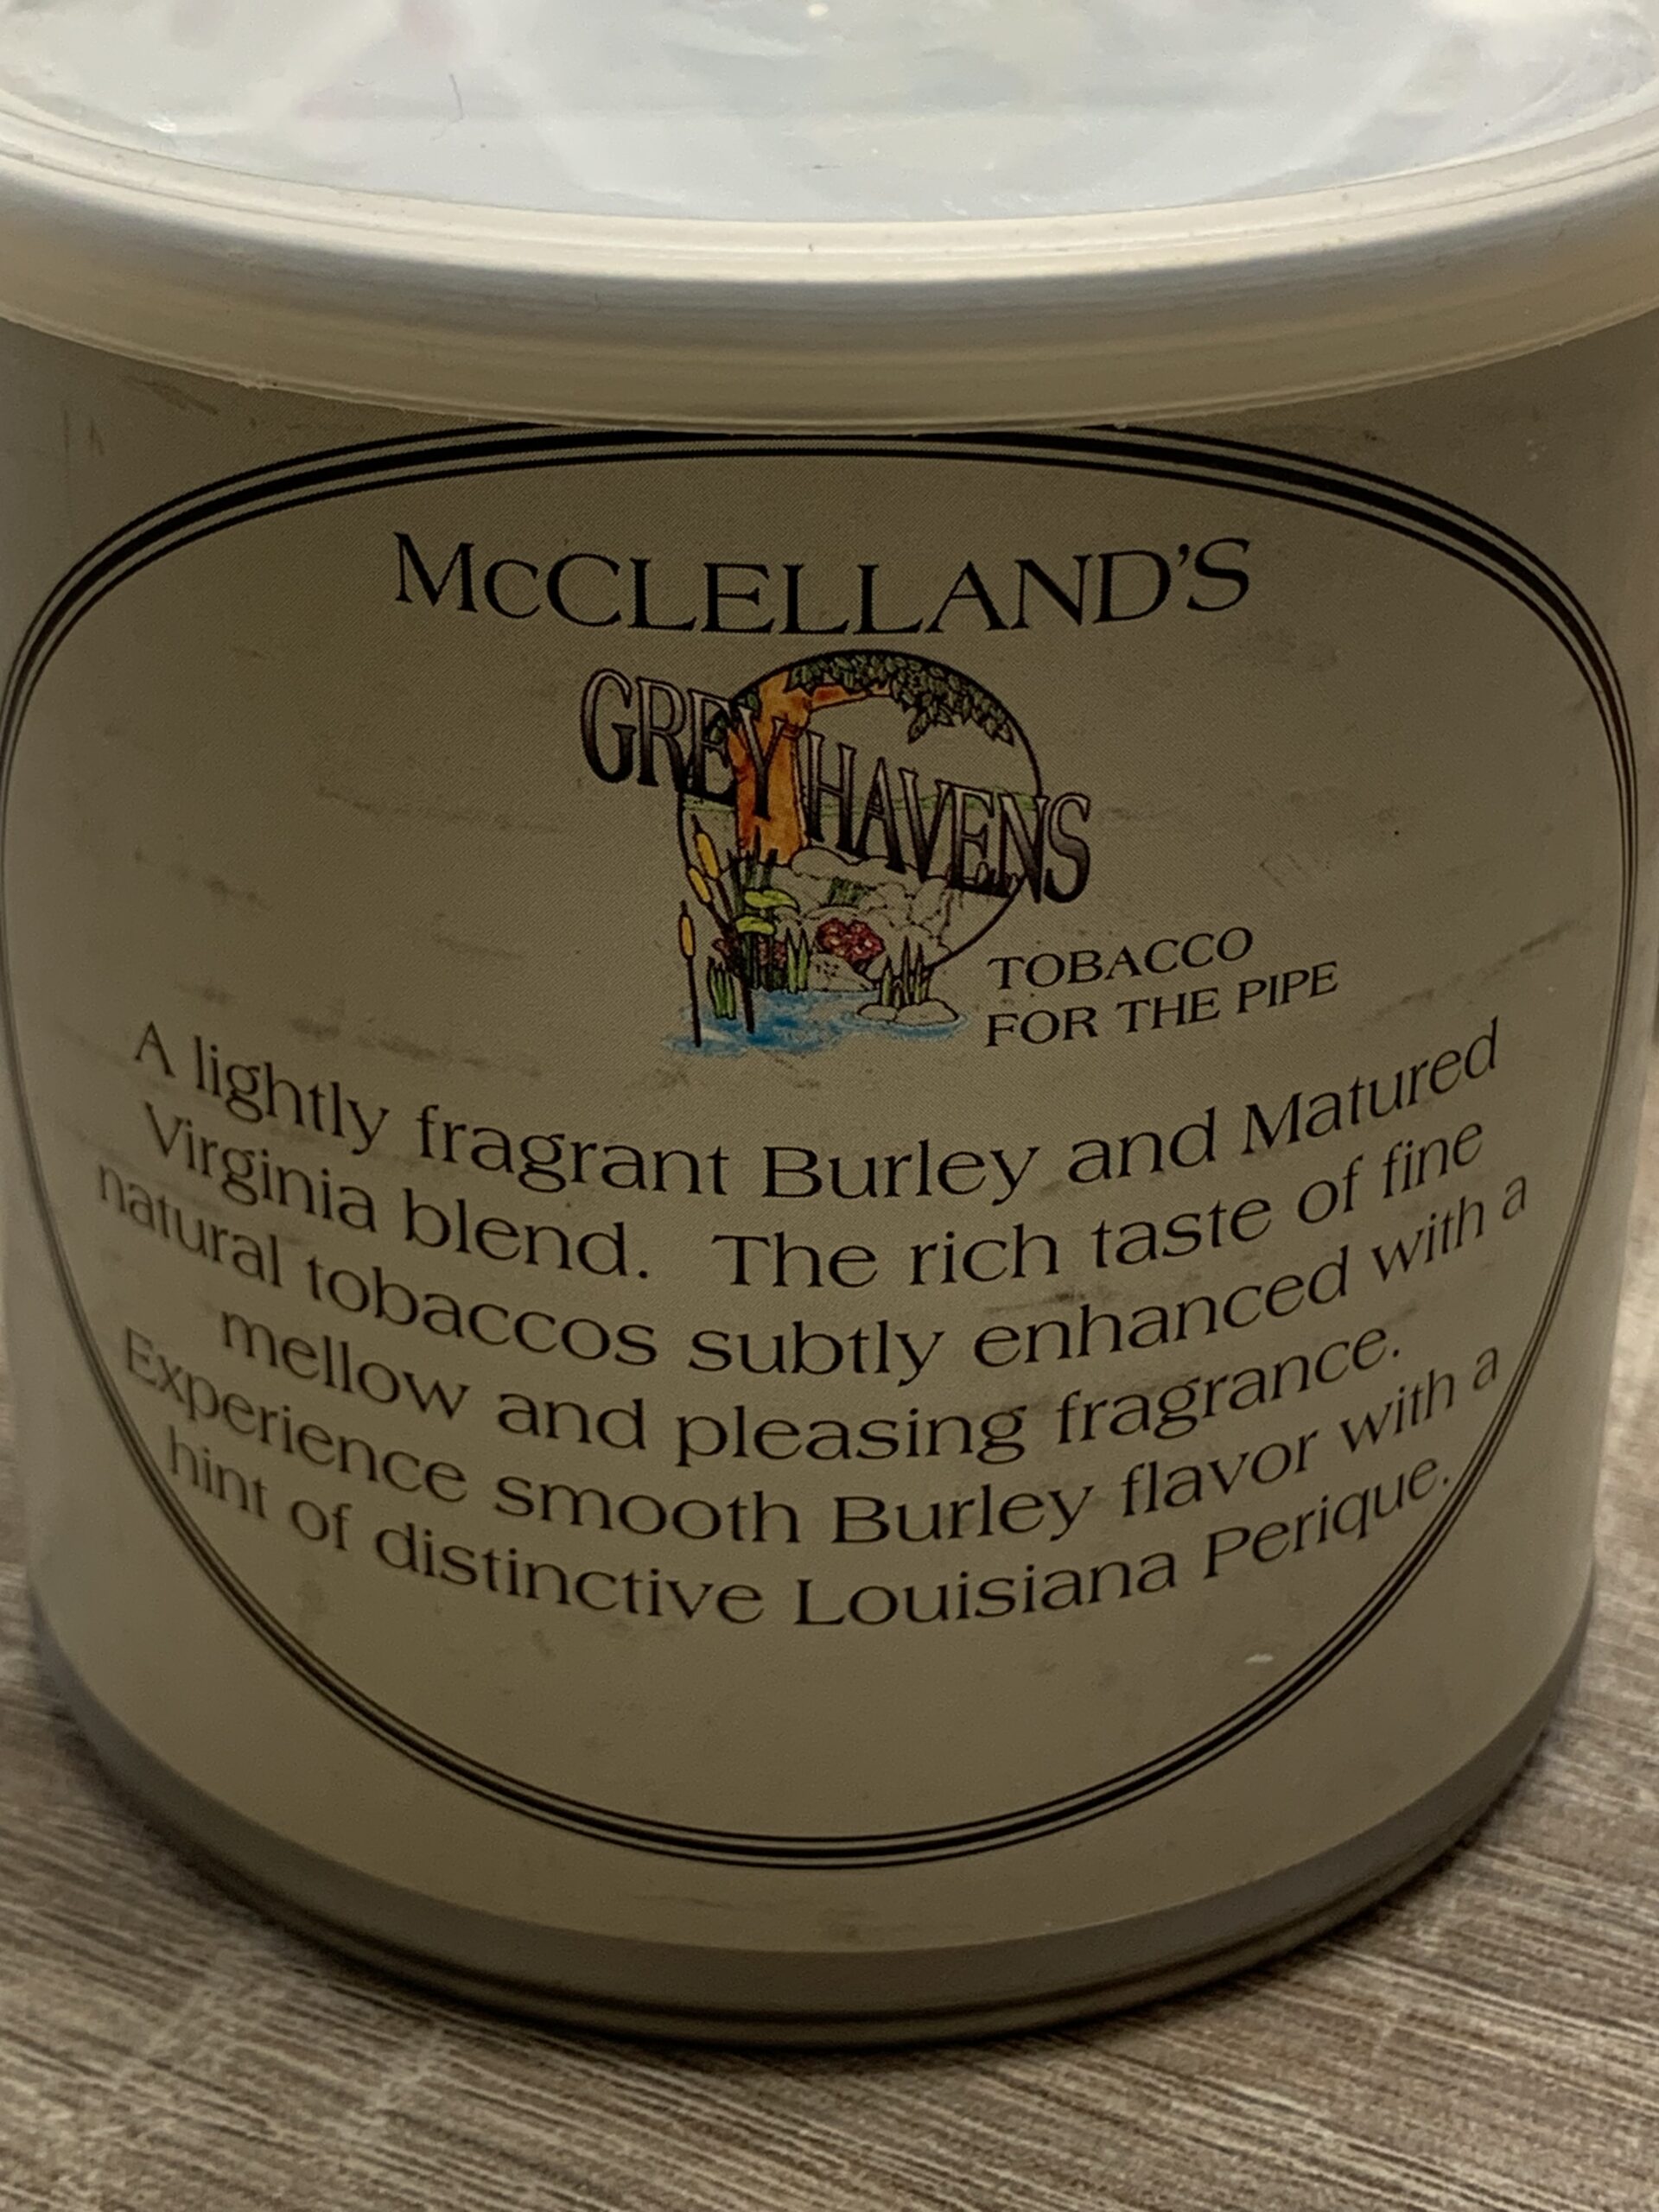 McCLELLAND'S
GREY HAVENS
TOBACCO
FOR THE PIPE
A lightly fragrant Burley and Matured
Virginia blend. The rich taste of fine
natural tobaccos subtly enhanced with a
mellow and pleasing fragrance.
Experience smooth Burley flavor with a
hint of distinctive Louisiana Perique.